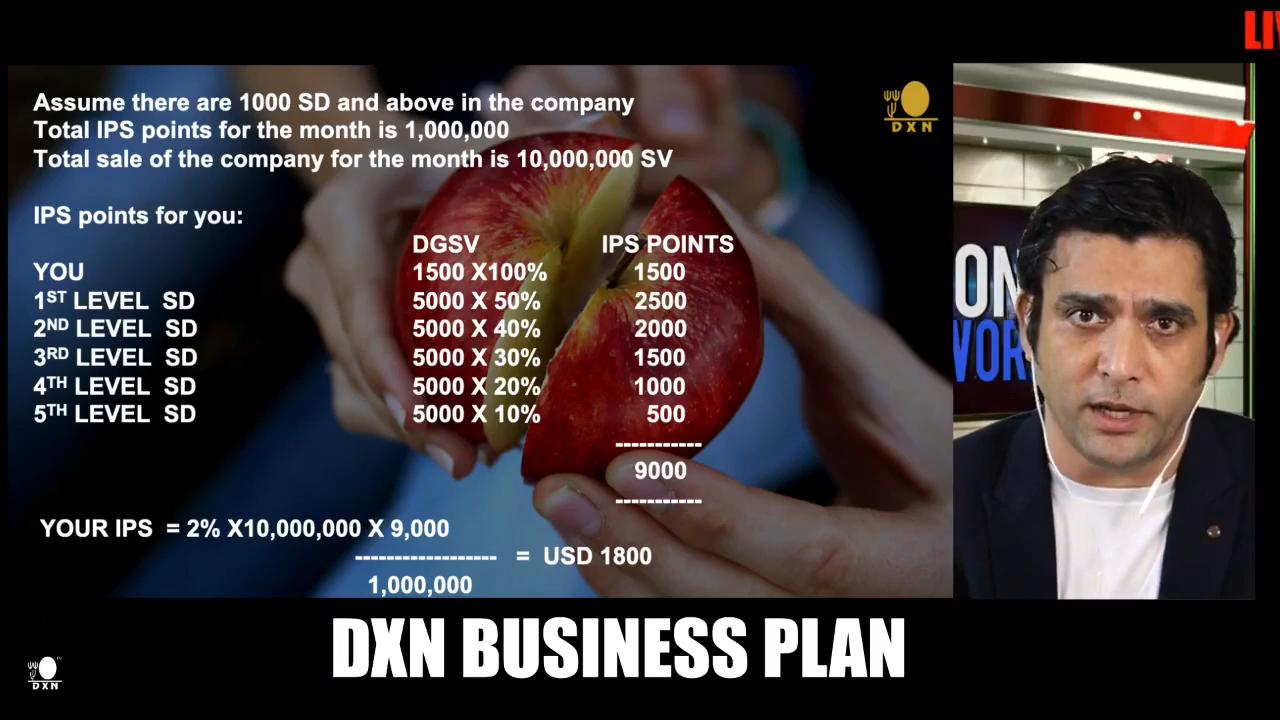 LIV
Assume there are 1000 SD and above in the company
Total IPS points for the month is 1,000,000
Total sale of the company for the month is 10,000,000 SV
DXN
IPS points for you:
DGSV IPS POINTS
YOU 1500 X100% 1500
1ST LEVEL SD 5000 X 50% 2500
2ND LEVEL SD 5000 X 40% 2000
3RD LEVEL SD 5000 X 30% 1500
4TH LEVEL SD 5000 X 20% 1000
5TH LEVEL SD 5000 X 10% 500
-----------
9000
-----------
YOUR IPS = 2% X10,000,000 X 9,000
------------------ = USD 1800
1,000,000
ON
WOR
DXN BUSINESS PLAN
DXN